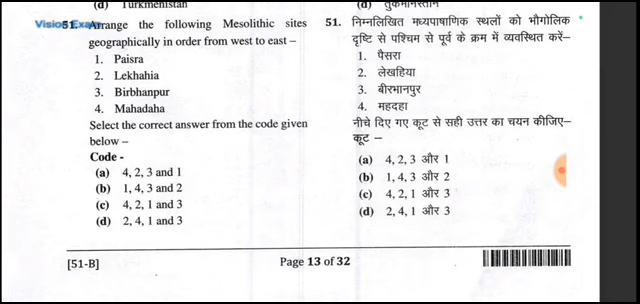 (d) Turkmenistan
51. Arrange the following Mesolithic sites
geographically in order from west to east –
1. Paisra
2. Lekhahia
3. Birbhanpur
4. Mahadaha
Select the correct answer from the code given
below –
Code -
(a) 4, 2, 3 and 1
(b) 1, 4, 3 and 2
(c) 4, 2, 1 and 3
(d) 2, 4, 1 and 3
(d) तुर्कमानिस्तान
51. निम्नलिखित मध्यपाषाणिक स्थलों को भौगोलिक
दृष्टि से पश्चिम से पूर्व के क्रम में व्यवस्थित करें–
1. पैसरा
2. लेखहिया
3. बीरभानपुर
4. महदहा
नीचे दिए गए कूट से सही उत्तर का चयन कीजिए–
कूट –
(a) 4, 2, 3 और 1
(b) 1, 4, 3 और 2
(c) 4, 2, 1 और 3
(d) 2, 4, 1 और 3
[51-B]
Page 13 of 32